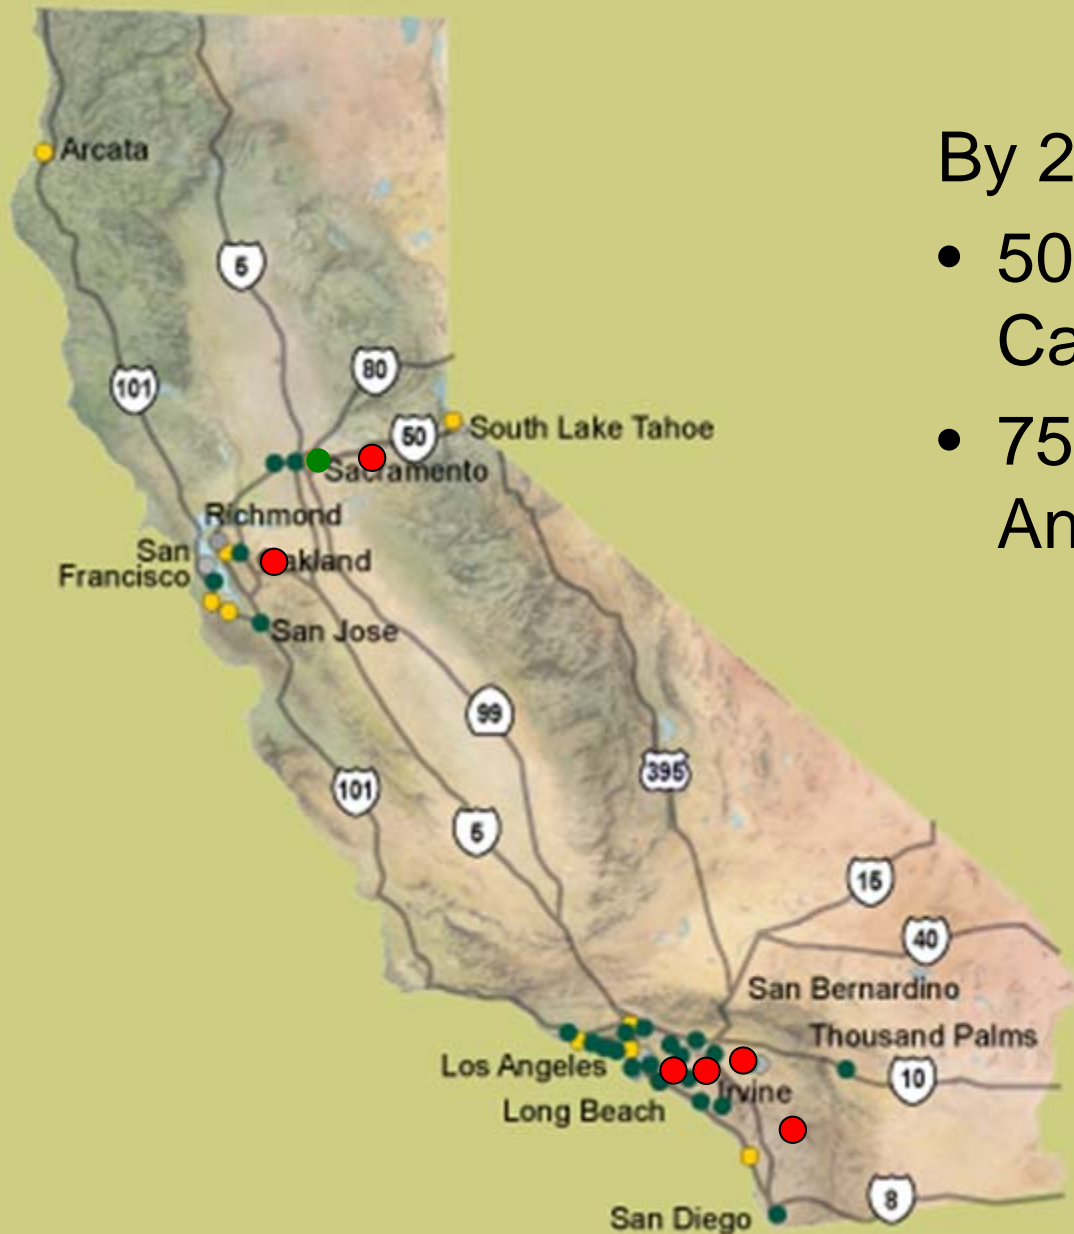 Arcata
5
101
80
50
South Lake Tahoe
Sacramento
Richmond
San
Francisco
Oakland
San Jose
99
395
101
5
15
40
San Bernardino
Thousand Palms
Los Angeles
10
Irvine
Long Beach
8
San Diego
By 2
• 50
Ca
• 75
An